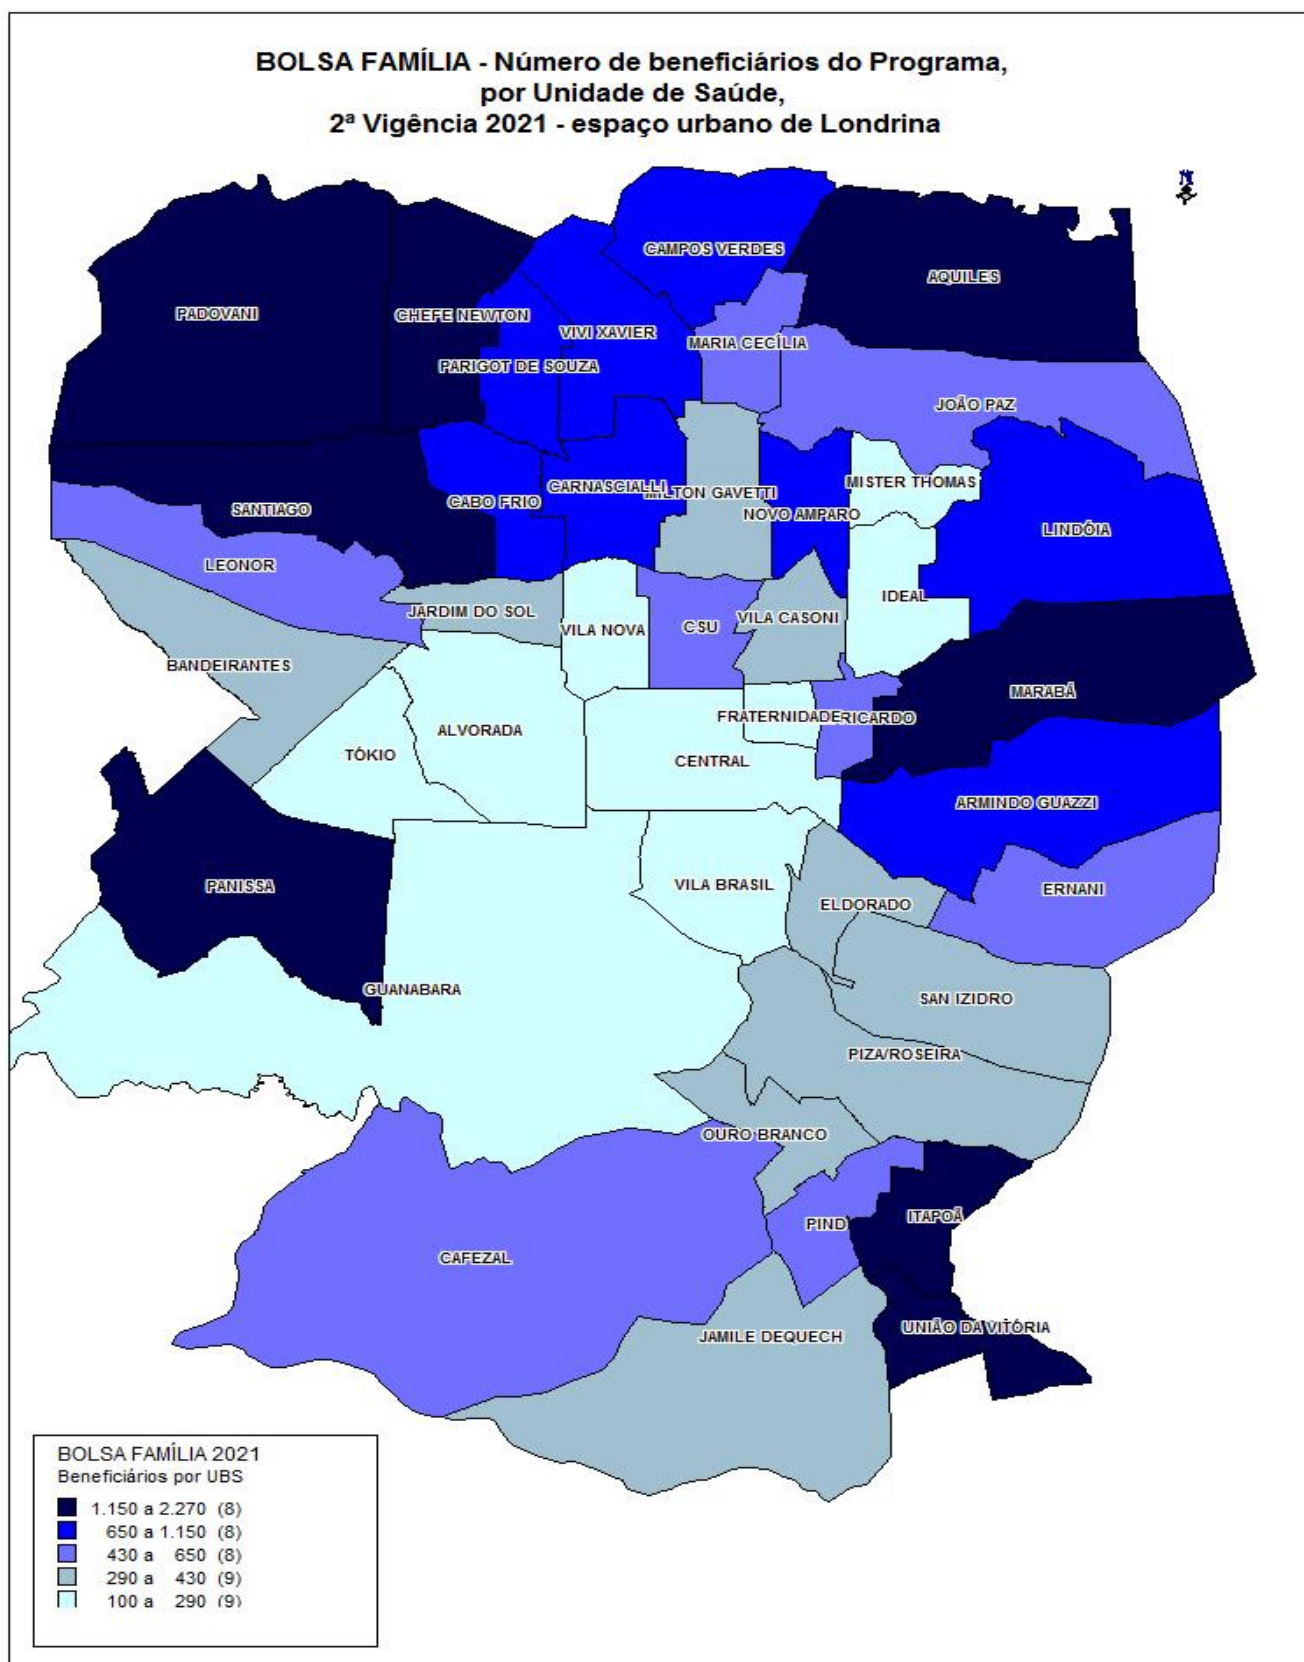 BOLSA FAMÍLIA - Número de beneficiários do Programa,
por Unidade de Saúde,
2ª Vigência 2021 - espaço urbano de Londrina
N
CAMPOS VERDES
AQUILES
PADOVANI
CHEFE NEWTON
VIVI XAVIER
MARIA CECÍLIA
PARIGOT DE SOUZA
JOÃO PAZ
MISTER THOMAS
CARNASCIALLI
MILTON GAVETTI
CABO FRIO
SANTIAGO
NOVO AMPARO
LINDÓIA
LEONOR
IDEAL
JARDIM DO SOL
VILA CASONI
VILA NOVA
CSU
BANDEIRANTES
MARABÁ
FRATERNIDADE
RICARDO
ALVORADA
TÓKIO
CENTRAL
ARMINDO GUAZZI
PANISSA
VILA BRASIL
ERNANI
ELDORADO
GUANABARA
SAN IZIDRO
PIZA/ROSEIRA
OURO BRANCO
ITAPOÃ
PIND
CAFEZAL
UNIÃO DA VITÓRIA
JAMILE DEQUECH
BOLSA FAMÍLIA 2021
Beneficiários por UBS
1.150 a 2.270 (8)
650 a 1.150 (8)
430 a 650 (8)
290 a 430 (9)
100 a 290 (9)